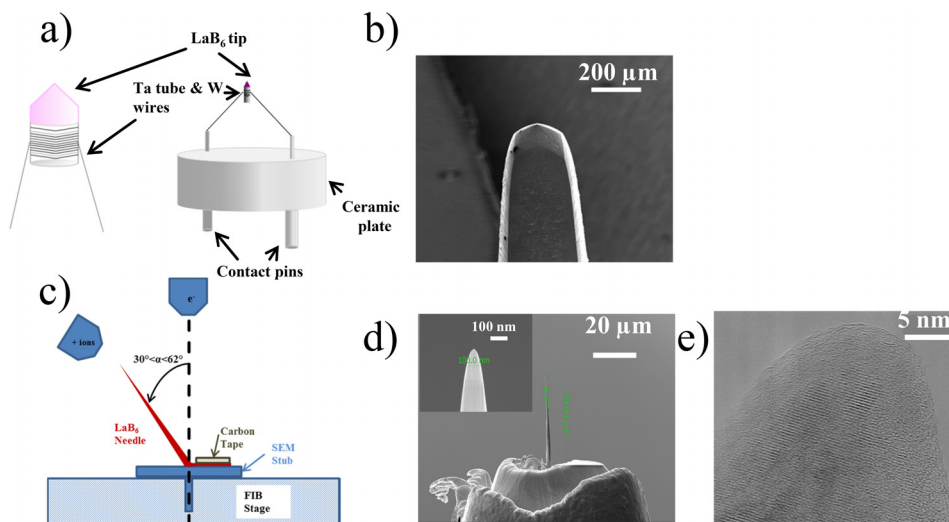 a)
LaB6 tip
Ta tube & W
wires
Ceramic
plate
Contact pins
b)
200 µm
c)
e-
+ ions
30°<α<62°
LaB6
Needle
Carbon
Tape
SEM
Stub
FIB
Stage
d)
100 nm
20 µm
e)
5 nm